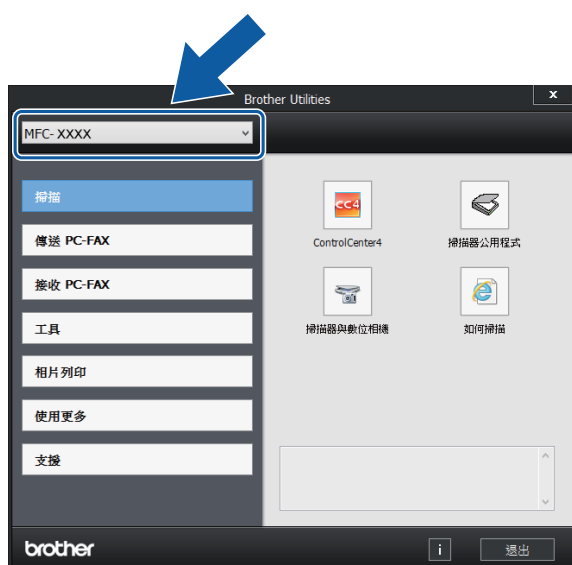 Brother Utilities
x
MFC- XXXX
掃描
傳送 PC-FAX
接收 PC-FAX
工具
相片列印
使用更多
支援
CC4
ControlCenter4
掃描器公用程式
掃描器與數位相機
如何掃描
brother
i
退出